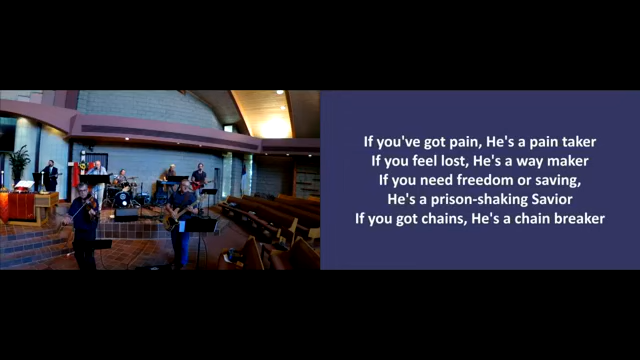 If you've got pain, He's a pain taker
If you feel lost, He's a way maker
If you need freedom or saving,
He's a prison-shaking Savior
If you got chains, He's a chain breaker